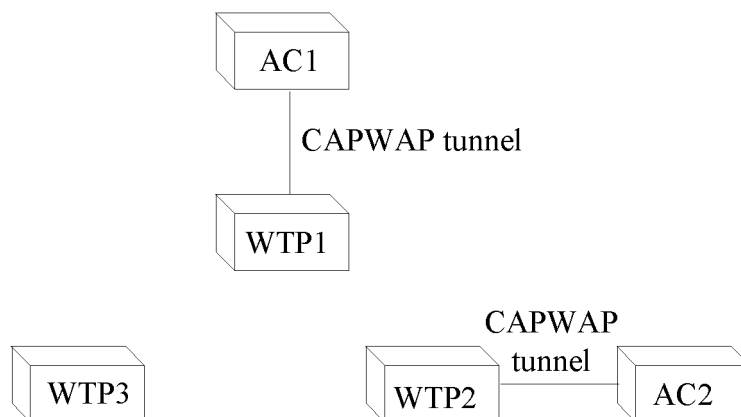 AC1
CAPWAP tunnel
WTP1
CAPWAP
tunnel
WTP3
WTP2
AC2